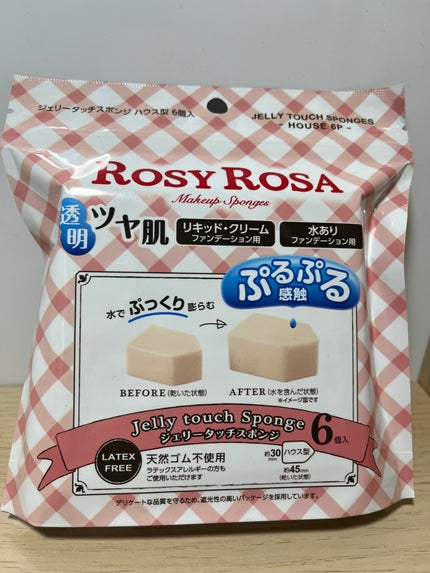 ジェリータッチスポンジ ハウス型 6個入
JELLY TOUCH SPONGES
- HOUSE 6P -
ROSY ROSA
Makeup Sponges
透明
ツヤ肌
リキッド・クリーム
ファンデーション用
水あり
ファンデーション用
ぷるぷる
感触
水でぷっくり膨らむ
BEFORE (乾いた状態)
AFTER (水を含んだ状態)
※イメージ図です
Jelly touch Sponge
ジェリータッチスポンジ
6個入
LATEX
FREE
天然ゴム不使用
ラテックスアレルギーの方も
ご使用いただけます
約30mm
ハウス型
約45mm
(乾いた状態)
デリケートな品質を守るため、遮光性の高いパッケージを採用しています。